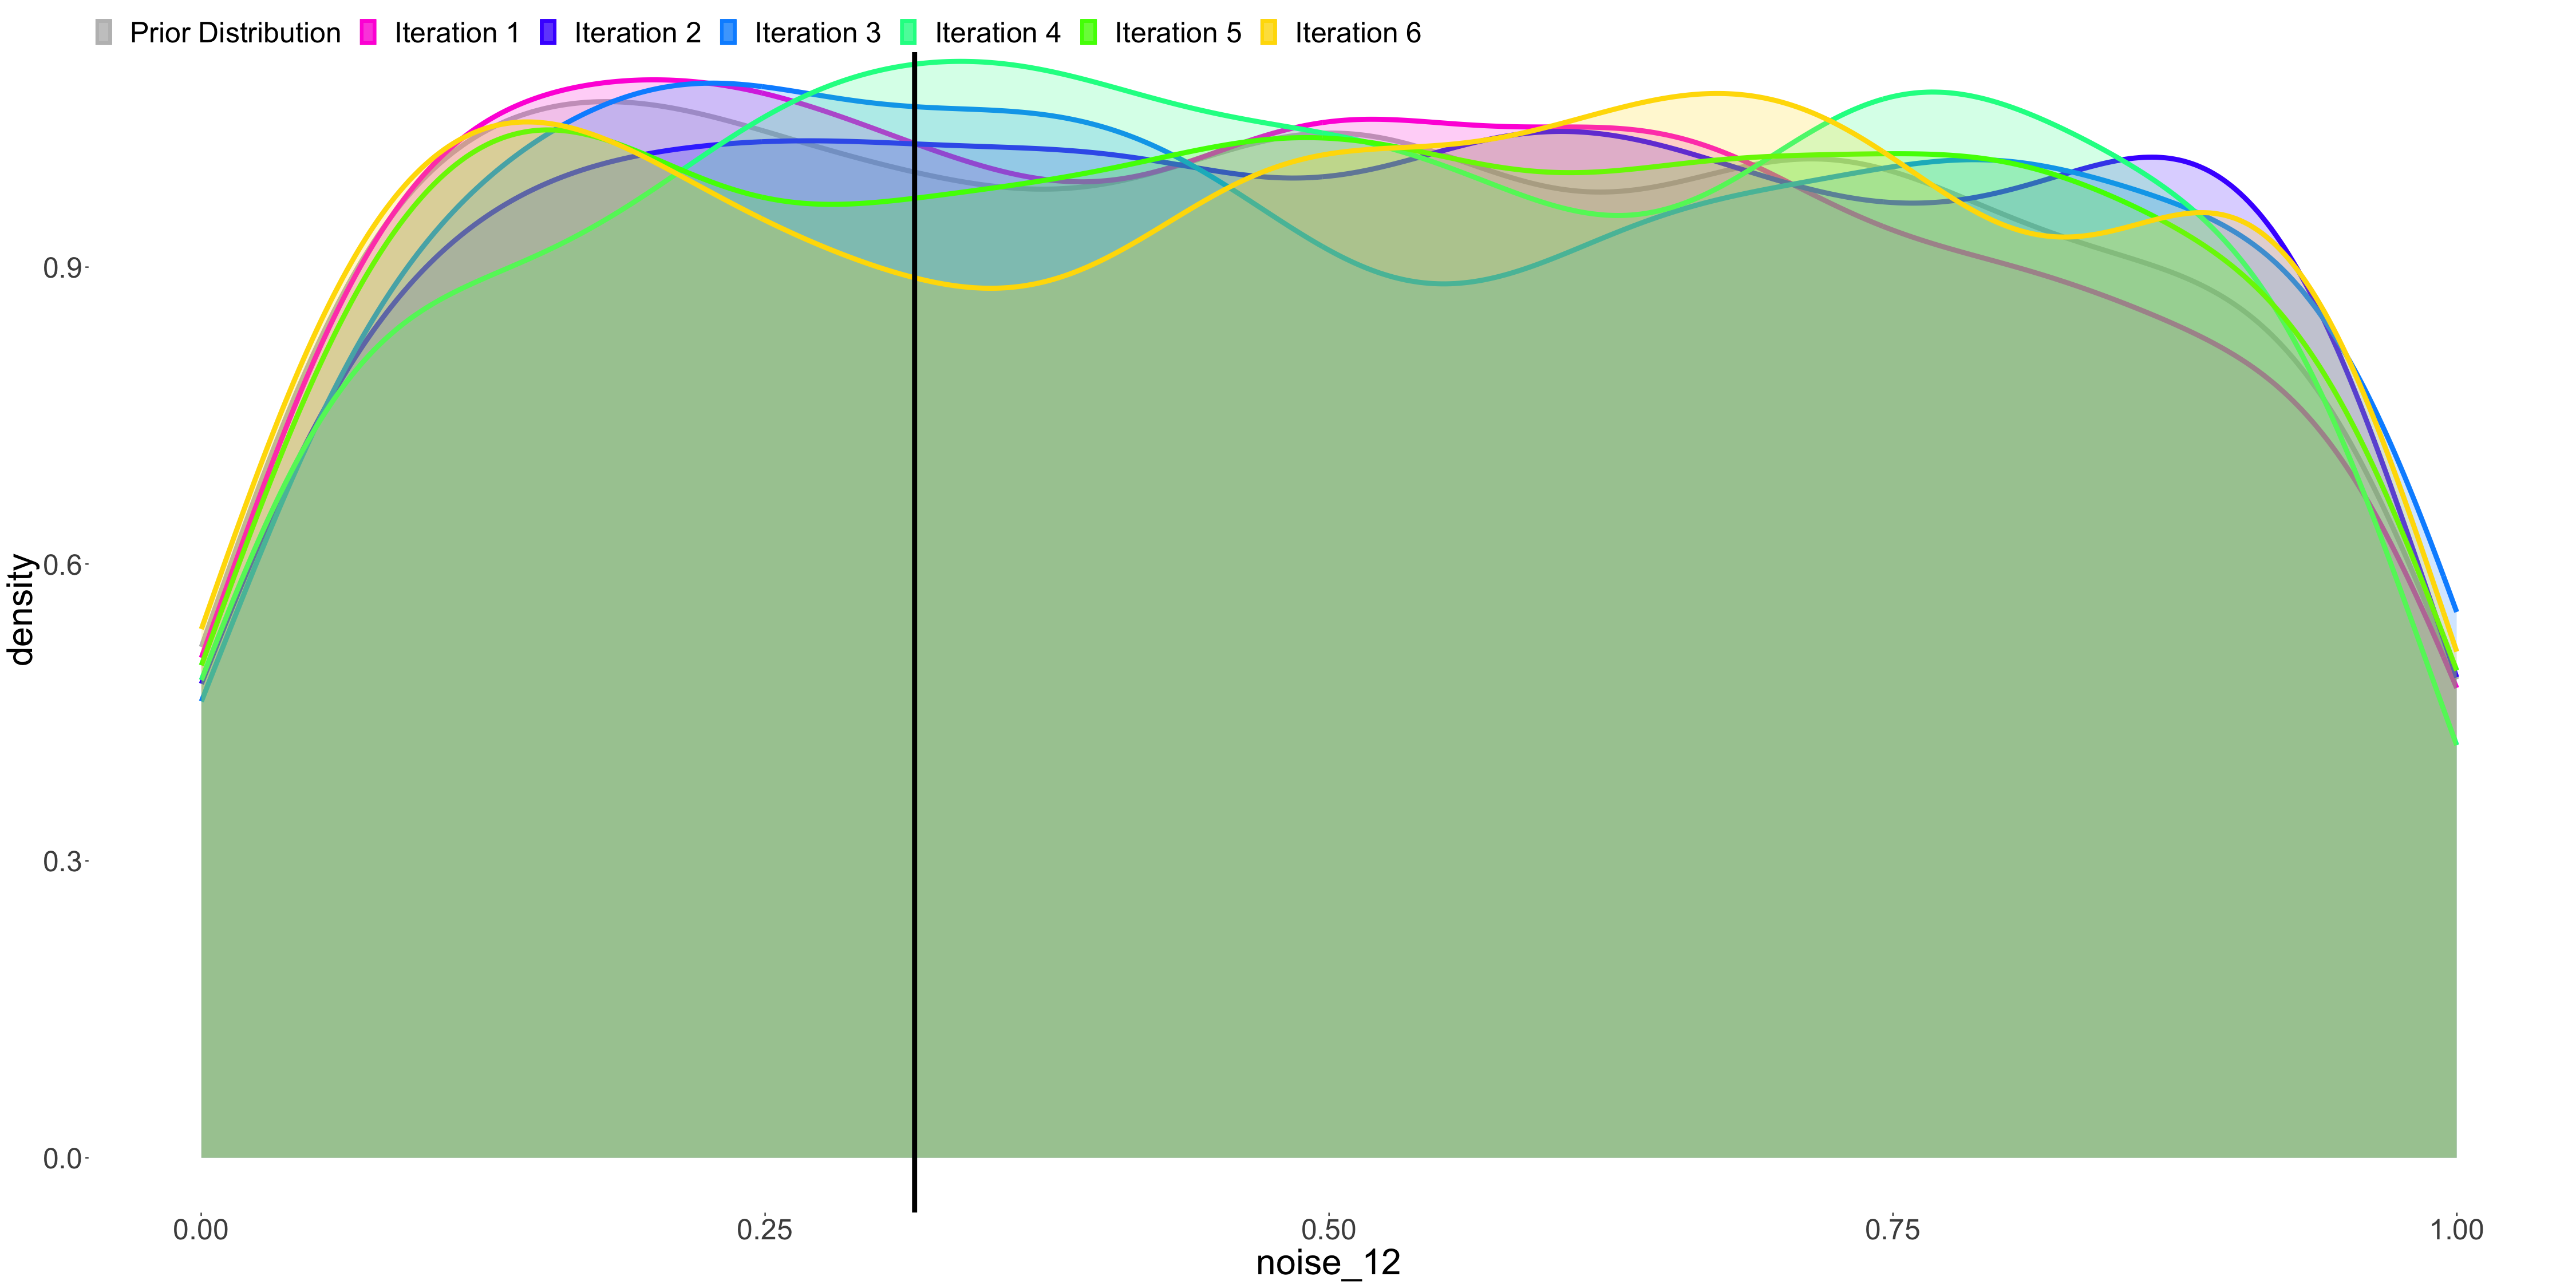 Prior Distribution Iteration 1 Iteration 2 Iteration 3 Iteration 4 Iteration 5 Iteration 6
density
0.9
0.6
0.3
0.0
0.00 0.25 0.50 0.75 1.00
noise_12